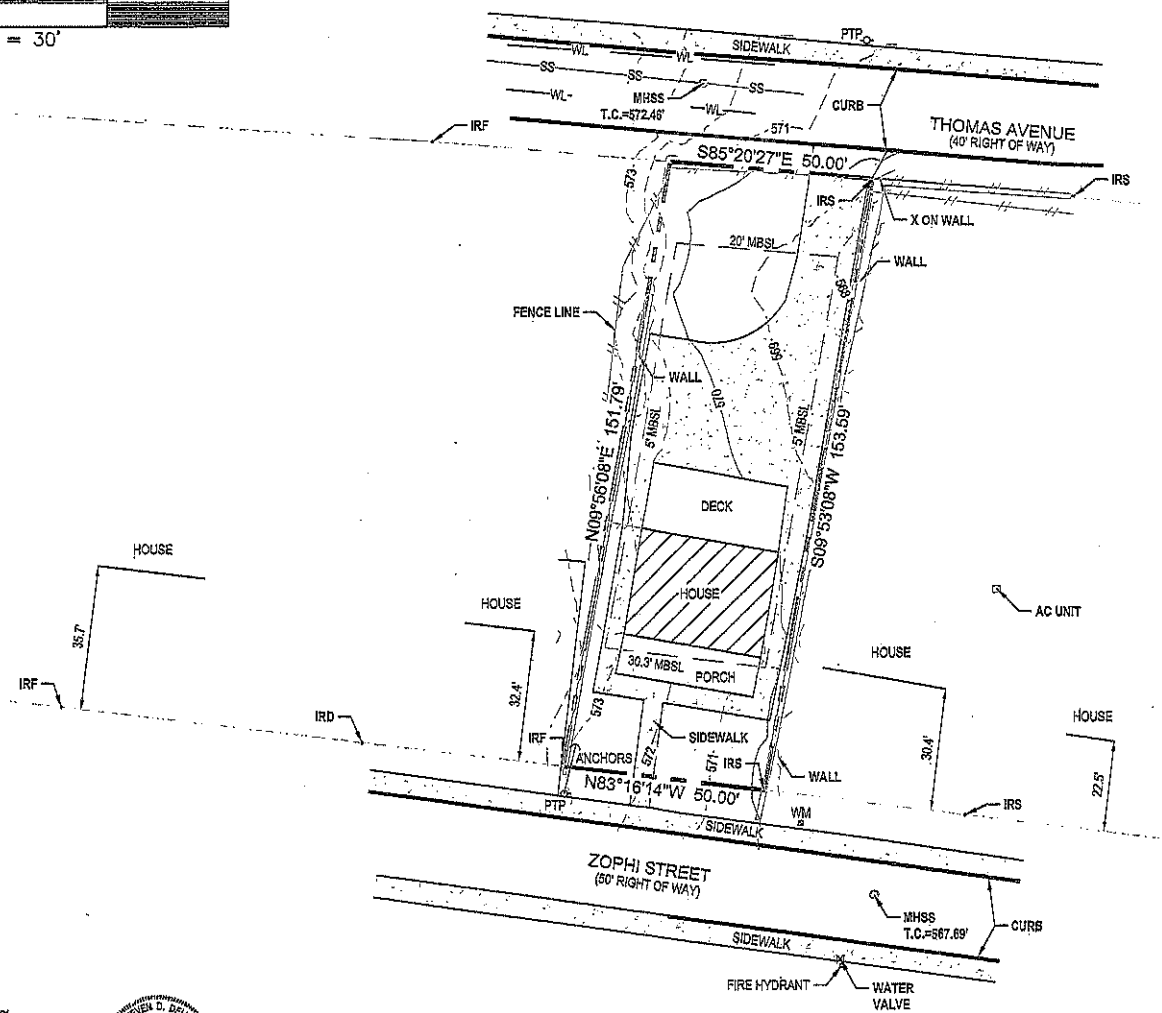 = 30'
SIDEWALK
PTP
WL
WL
SS
SS
SS
WL
WL
MHSS
T.C.=572.46'
CURB
571
THOMAS AVENUE
(40' RIGHT OF WAY)
IRF
S85°20'27"E 50.00'
573
IRS
IRS
X ON WALL
20' MBSL
WALL
568
FENCE LINE
569
WALL
570
5' MBSL
5' MBSL
N09°56'08"E 151.79'
S09°53'08"W 153.59'
DECK
HOUSE
HOUSE
HOUSE
AC UNIT
35.7'
32.4'
30.3' MBSL
PORCH
HOUSE
IRF
573
HOUSE
IRD
SIDEWALK
30.4'
IRF
ANCHORS
572
571
IRS
WALL
22.5'
N83°16'14"W 50.00'
IRS
PTP
WM
SIDEWALK
ZOPHI STREET
(50' RIGHT OF WAY)
MHSS
T.C.=567.69'
CURB
SIDEWALK
FIRE HYDRANT
WATER
VALVE